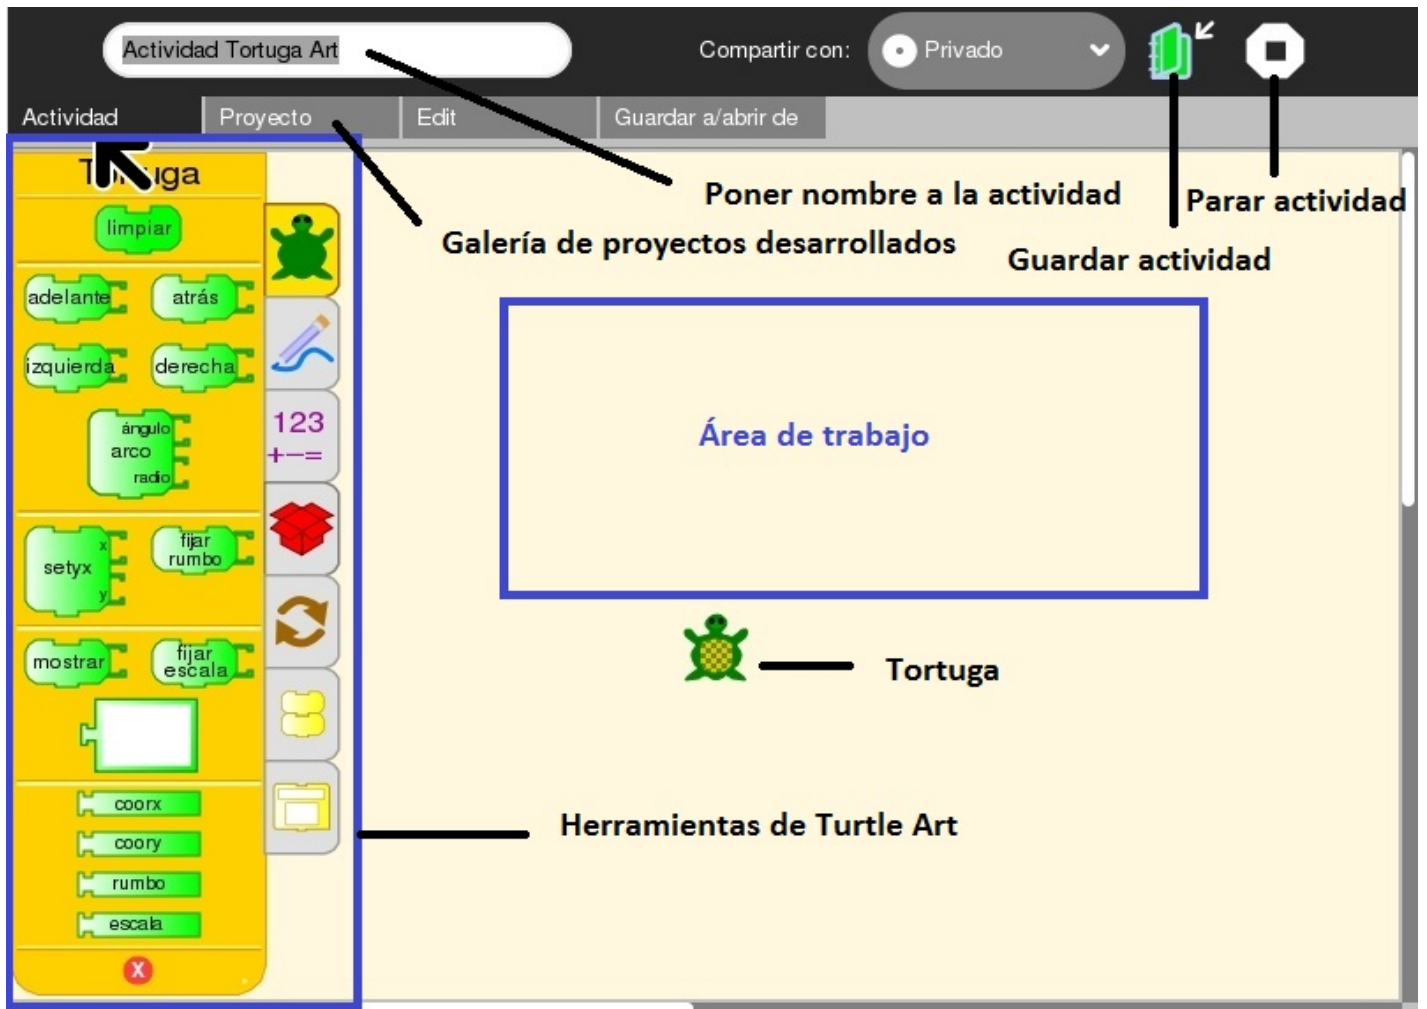 Actividad Tortuga Art
Compartir con:
Privado
Actividad
Proyecto
Edit
Guardar a/abrir de
Poner nombre a la actividad
Parar actividad
Galería de proyectos desarrollados
Guardar actividad
Tortuga
limpiar
adelante
atrás
izquierda
derecha
ángulo
arco
radio
123
+−=
x
setyx
y
fijar
rumbo
mostrar
fijar
escala
coorx
coory
rumbo
escala
X
Área de trabajo
Tortuga
Herramientas de Turtle Art